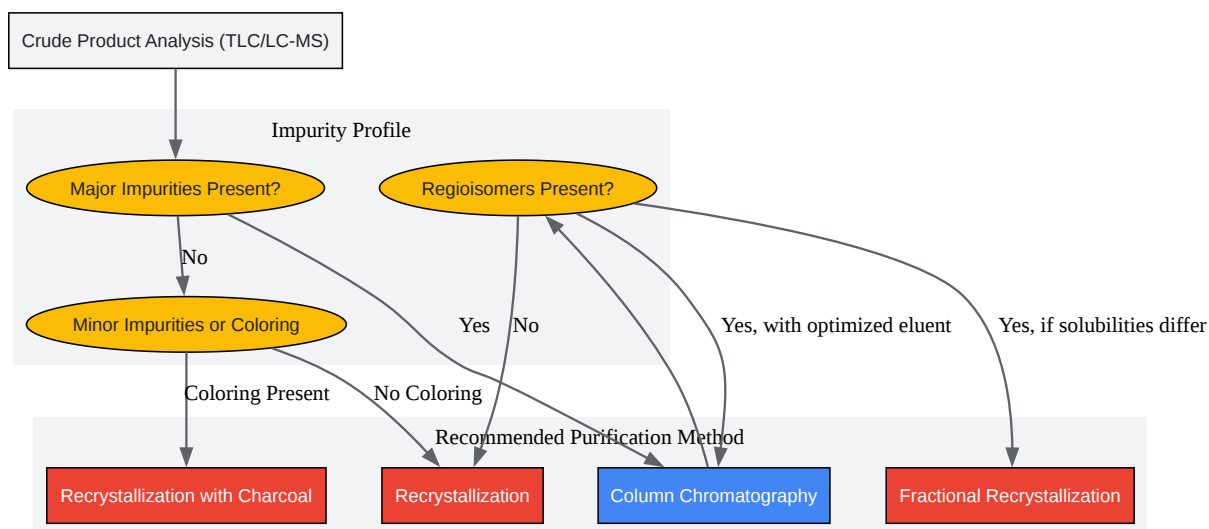 Crude Product Analysis (TLC/LC-MS)
Impurity Profile
Major Impurities Present?
Regioisomers Present?
No
Minor Impurities or Coloring
Yes
No
Yes, with optimized eluent
Yes, if solubilities differ
Coloring Present
No Coloring
Recommended Purification Method
Recrystallization with Charcoal
Recrystallization
Column Chromatography
Fractional Recrystallization